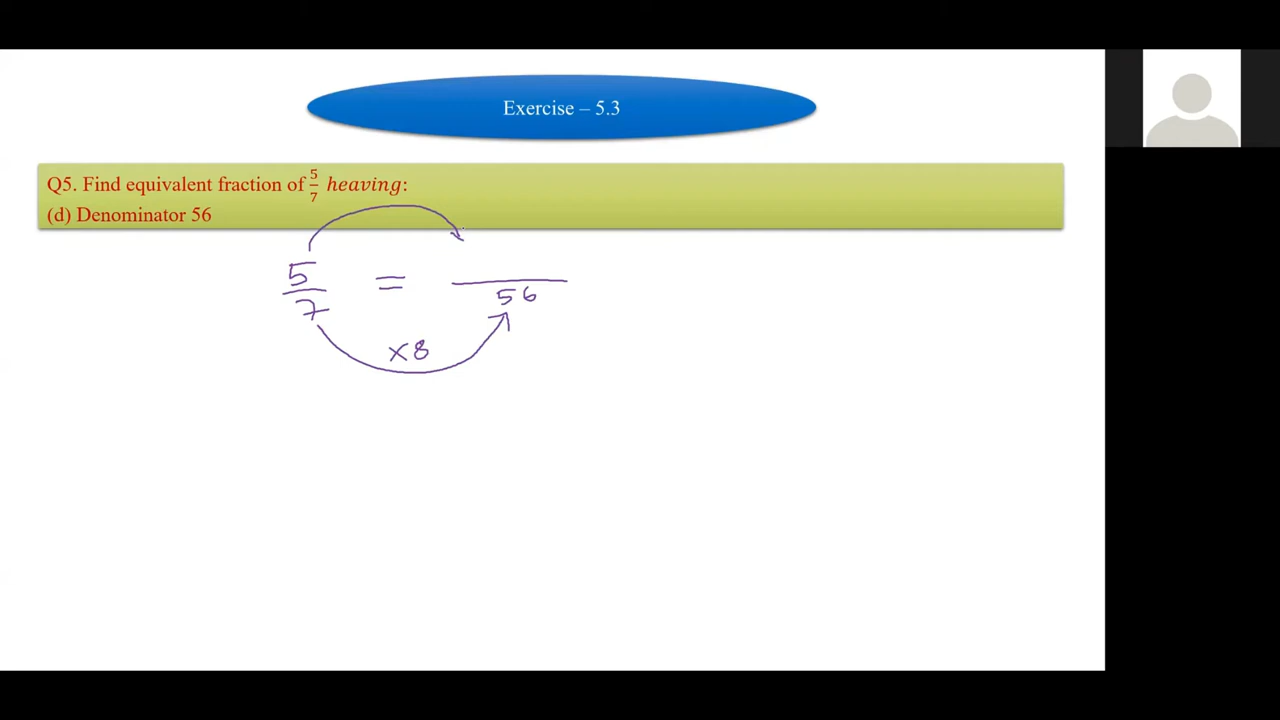 Exercise – 5.3
Q5. Find equivalent fraction of 5/7 heaving:
(d) Denominator 56
5/7 = /56
×8